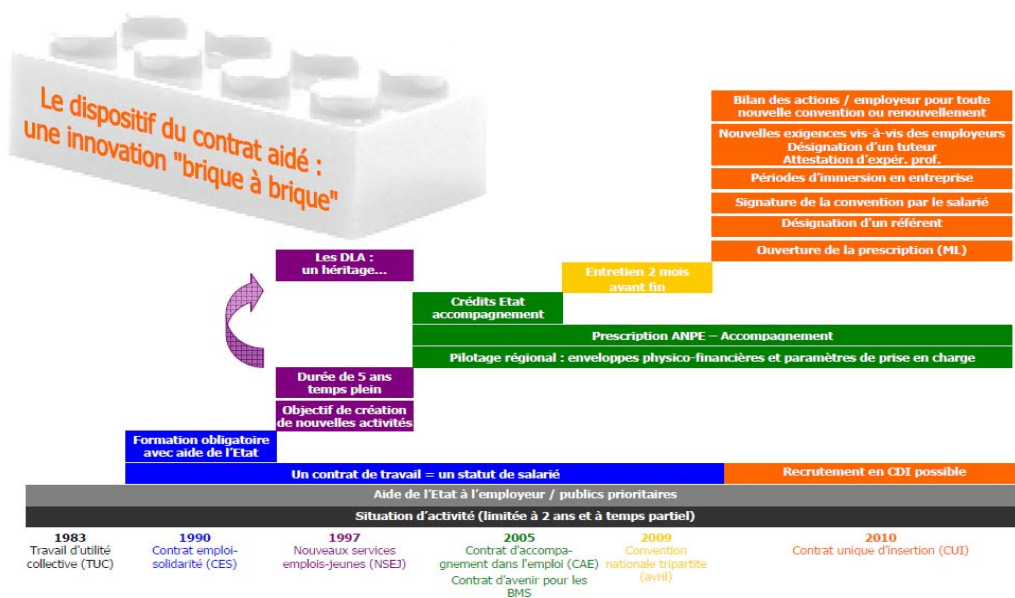 Le dispositif du contrat aidé :
une innovation "brique à brique"
Bilan des actions / employeur pour toute
nouvelle convention ou renouvellement
Nouvelles exigences vis-à-vis des employeurs
Désignation d'un tuteur
Attestation d'expér. prof.
Périodes d'immersion en entreprise
Signature de la convention par le salarié
Désignation d'un référent
Ouverture de la prescription (ML)
Les DLA :
un héritage...
Entretien 2 mois
avant fin
Crédits Etat
accompagnement
Prescription ANPE – Accompagnement
Pilotage régional : enveloppes physico-financières et paramètres de prise en charge
Durée de 5 ans
temps plein
Objectif de création
de nouvelles activités
Formation obligatoire
avec aide de l'Etat
Un contrat de travail = un statut de salarié
Recrutement en CDI possible
Aide de l'Etat à l'employeur / publics prioritaires
Situation d'activité (limitée à 2 ans et à temps partiel)
1983
Travail d'utilité
collective (TUC)
1990
Contrat emploi-
solidarité (CES)
1997
Nouveaux services
emplois-jeunes (NSEJ)
2005
Contrat d'accompa-
gnement dans l'emploi (CAE)
Contrat d'avenir pour les
BMS
2009
Convention
nationale tripartite
(avril)
2010
Contrat unique d'insertion (CUI)